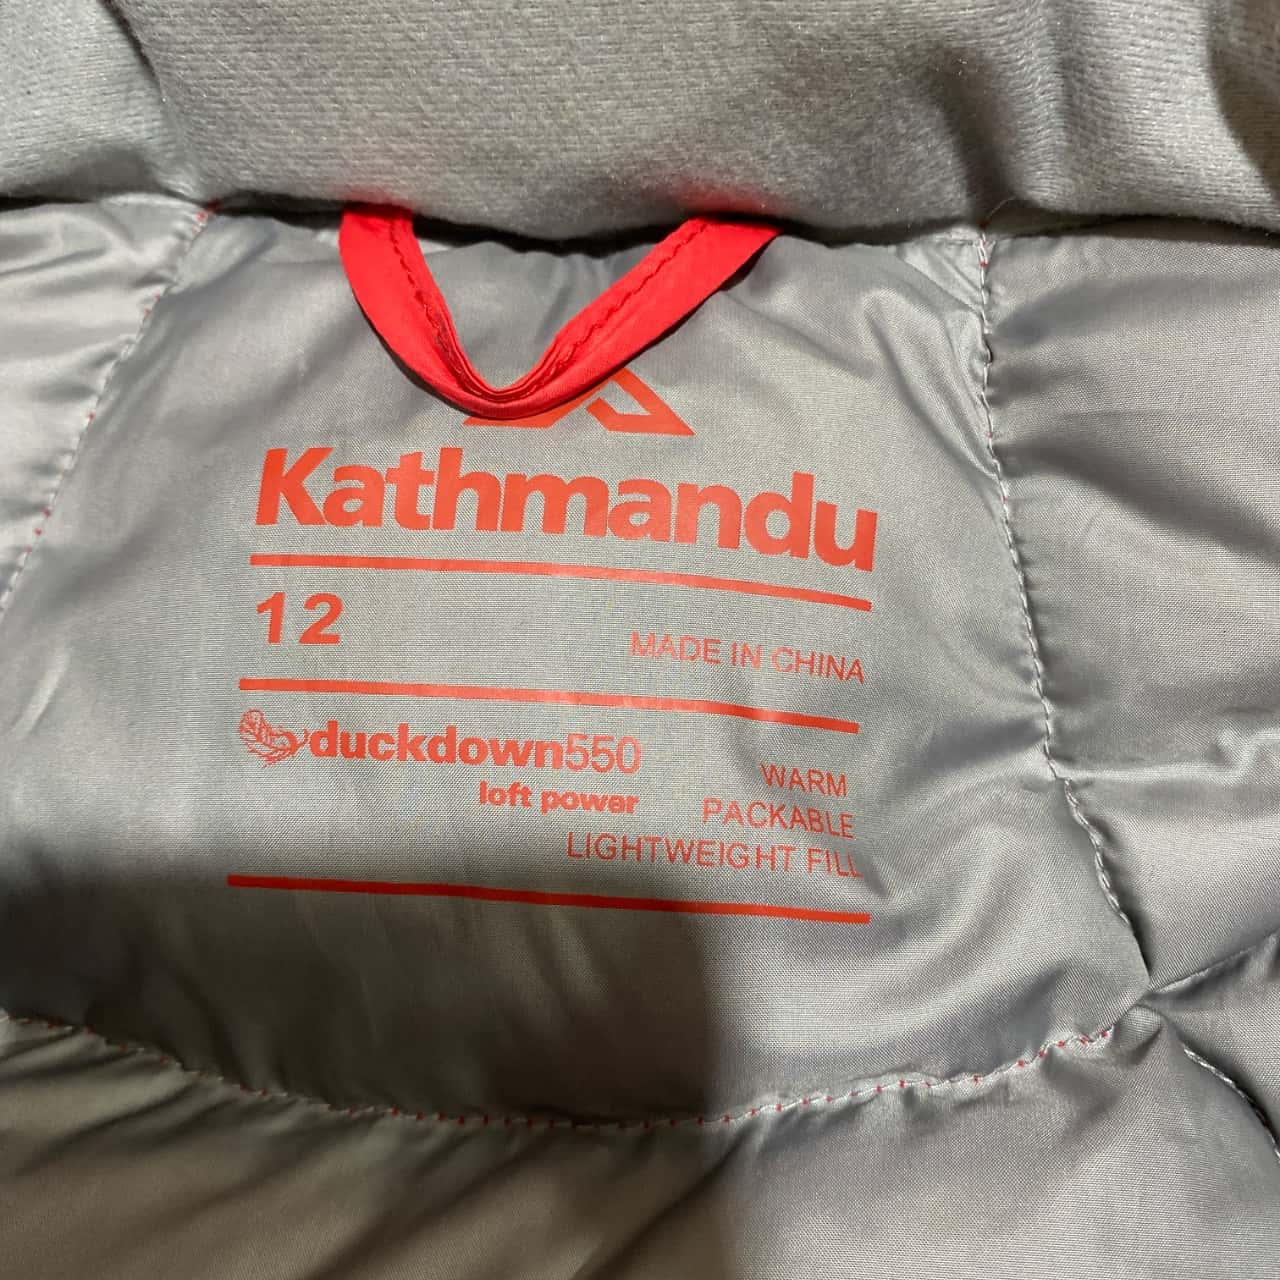 Kathmandu
12
MADE IN CHINA
duckdown550
loft power
WARM
PACKABLE
LIGHTWEIGHT FILL